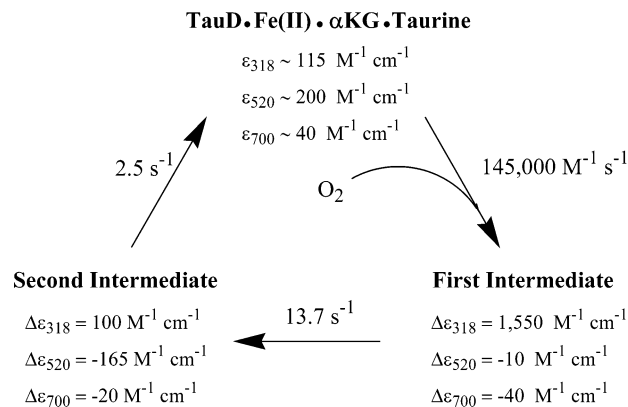 TauD•Fe(II)•αKG•Taurine
ε318 ~ 115 M-1 cm-1
ε520 ~ 200 M-1 cm-1
ε700 ~ 40 M-1 cm-1
2.5 s-1
O2
145,000 M-1 s-1
Second Intermediate
Δε318 = 100 M-1 cm-1
Δε520 = -165 M-1 cm-1
Δε700 = -20 M-1 cm-1
13.7 s-1
First Intermediate
Δε318 = 1,550 M-1 cm-1
Δε520 = -10 M-1 cm-1
Δε700 = -40 M-1 cm-1